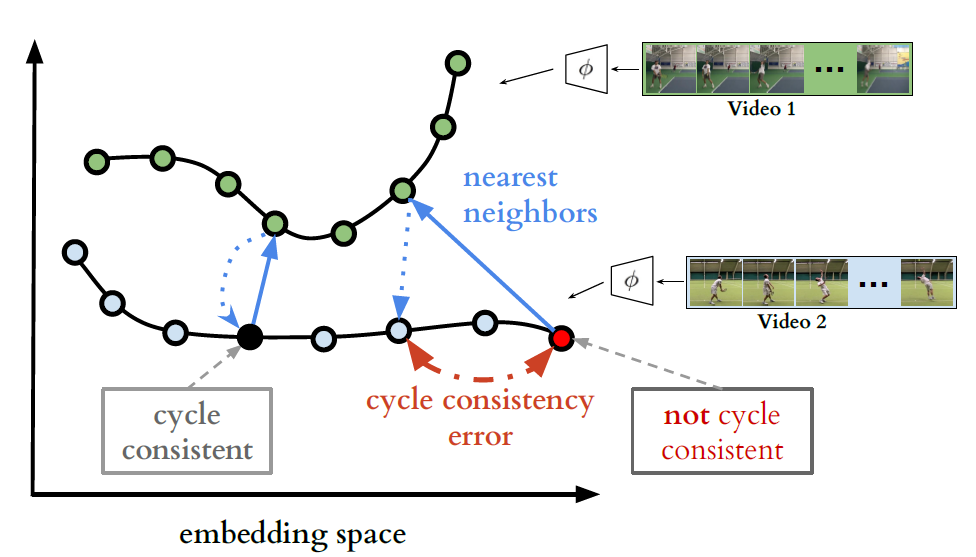 ϕ
...
Video 1
nearest
neighbors
ϕ
...
Video 2
cycle
consistent
cycle consistency
error
not cycle
consistent
embedding space